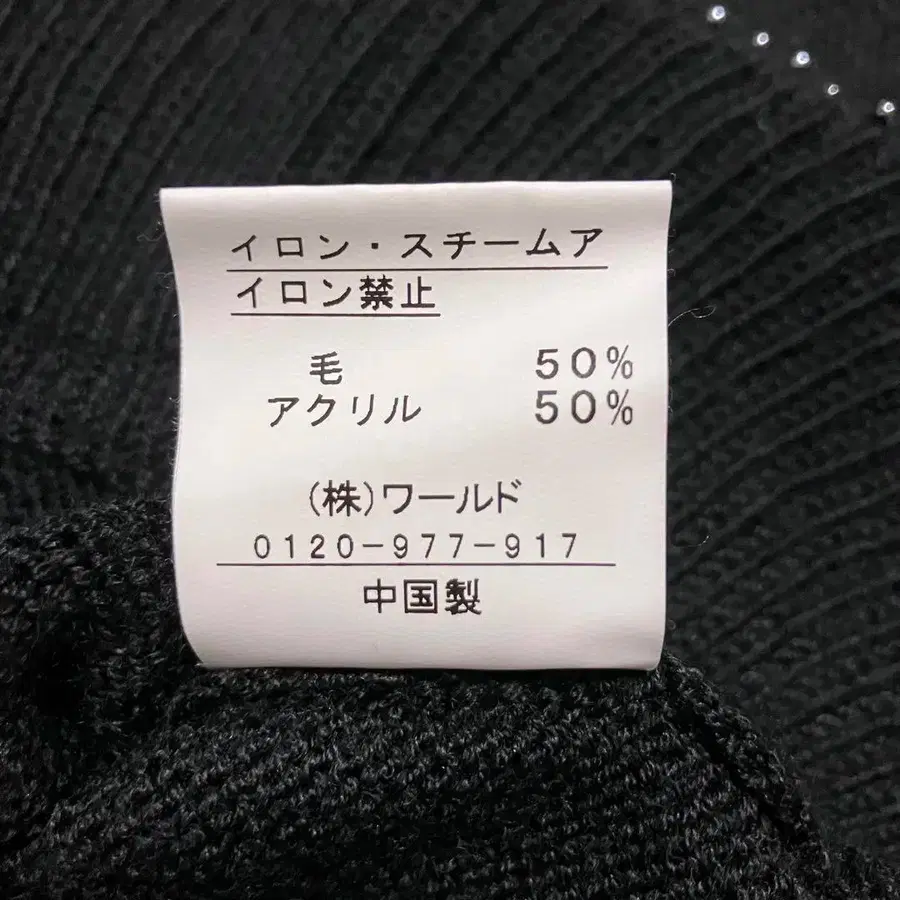 イロン・スチームア
イロン禁止
毛 50%
アクリル 50%
(株)ワールド
0120-977-917
中国製